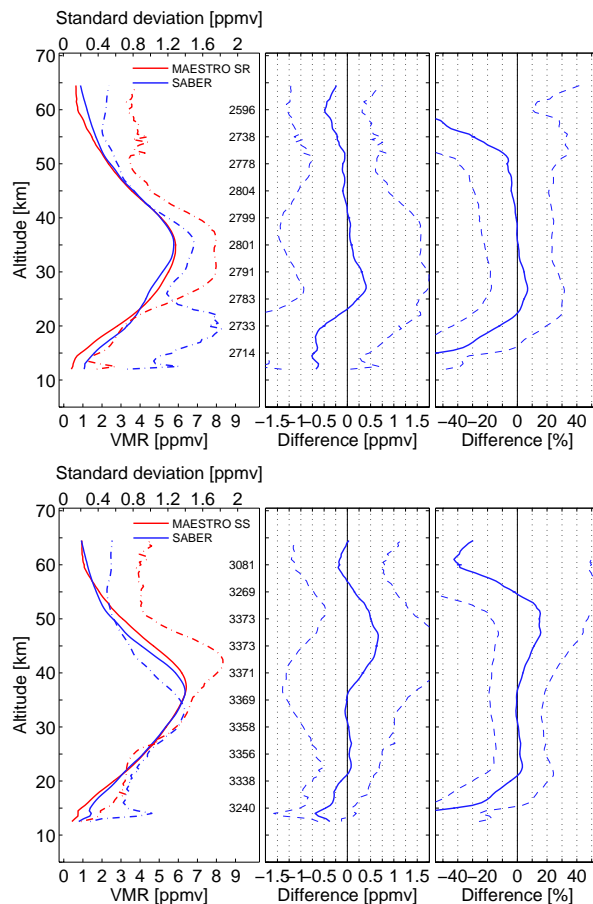 Standard deviation [ppmv]
0 0.4 0.8 1.2 1.6 2
MAESTRO SR
SABER
70
60
50
40
30
20
10
Altitude [km]
2596
2738
2778
2804
2799
2801
2791
2783
2733
2714
0 1 2 3 4 5 6 7 8 9
VMR [ppmv]
−1.5−1−0.5 0 0.5 1 1.5
Difference [ppmv]
−40−20 0 20 40
Difference [%]
Standard deviation [ppmv]
0 0.4 0.8 1.2 1.6 2
MAESTRO SS
SABER
70
60
50
40
30
20
10
Altitude [km]
3081
3269
3373
3373
3371
3369
3358
3356
3338
3240
0 1 2 3 4 5 6 7 8 9
VMR [ppmv]
−1.5−1−0.5 0 0.5 1 1.5
Difference [ppmv]
−40−20 0 20 40
Difference [%]